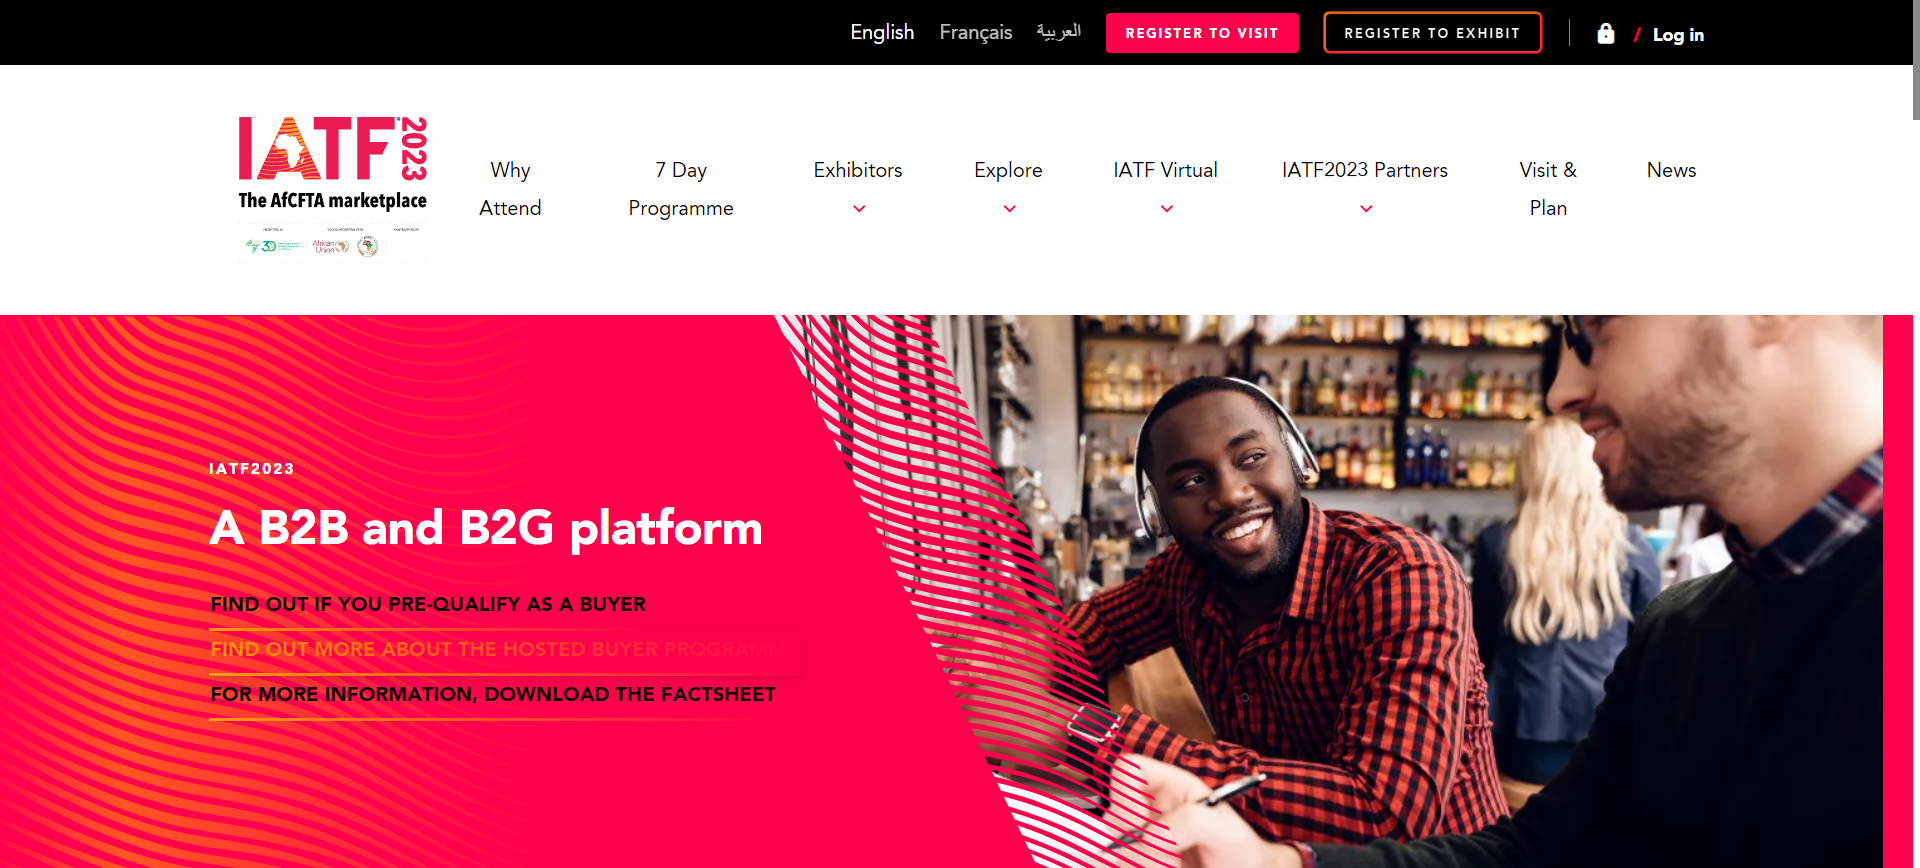 English Français العربية REGISTER TO VISIT REGISTER TO EXHIBIT / Log in
IATF 2023
The AfCFTA marketplace
30
African
Union
Why
Attend
7 Day
Programme
Exhibitors
Explore
IATF Virtual
IATF2023 Partners
Visit &
Plan
News
IATF2023
A B2B and B2G platform
FIND OUT IF YOU PRE-QUALIFY AS A BUYER
FIND OUT MORE ABOUT THE HOSTED BUYER
FOR MORE INFORMATION, DOWNLOAD THE FACTSHEET